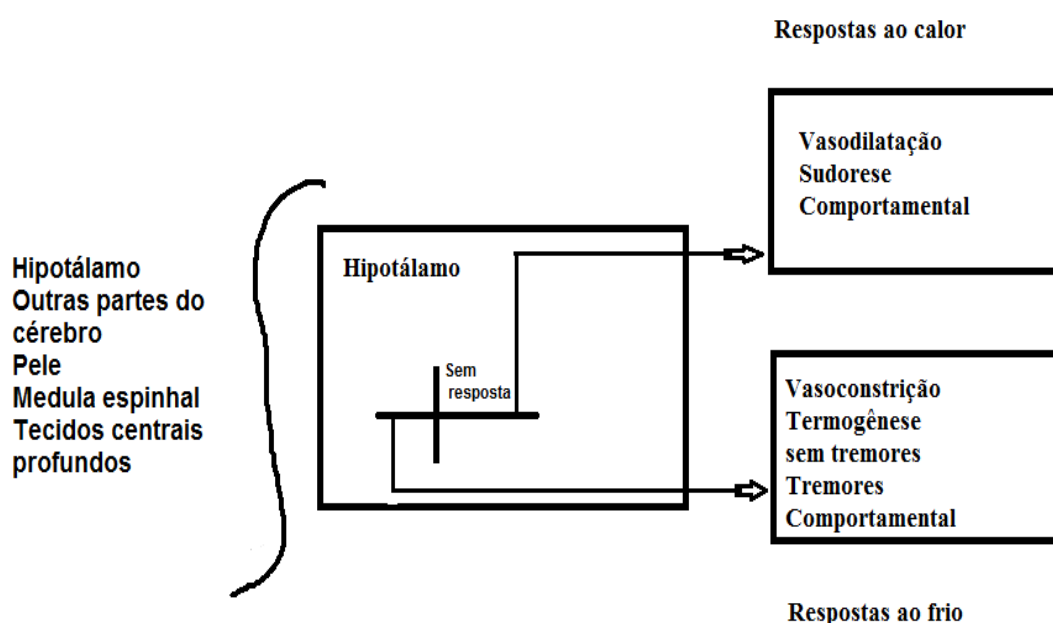 Respostas ao calor
Vasodilatação
Sudorese
Comportamental
Hipotálamo
Outras partes do
cérebro
Pele
Medula espinhal
Tecidos centrais
profundos
Hipotálamo
Sem
resposta
Vasoconstrição
Termogênese
sem tremores
Tremores
Comportamental
Respostas ao frio